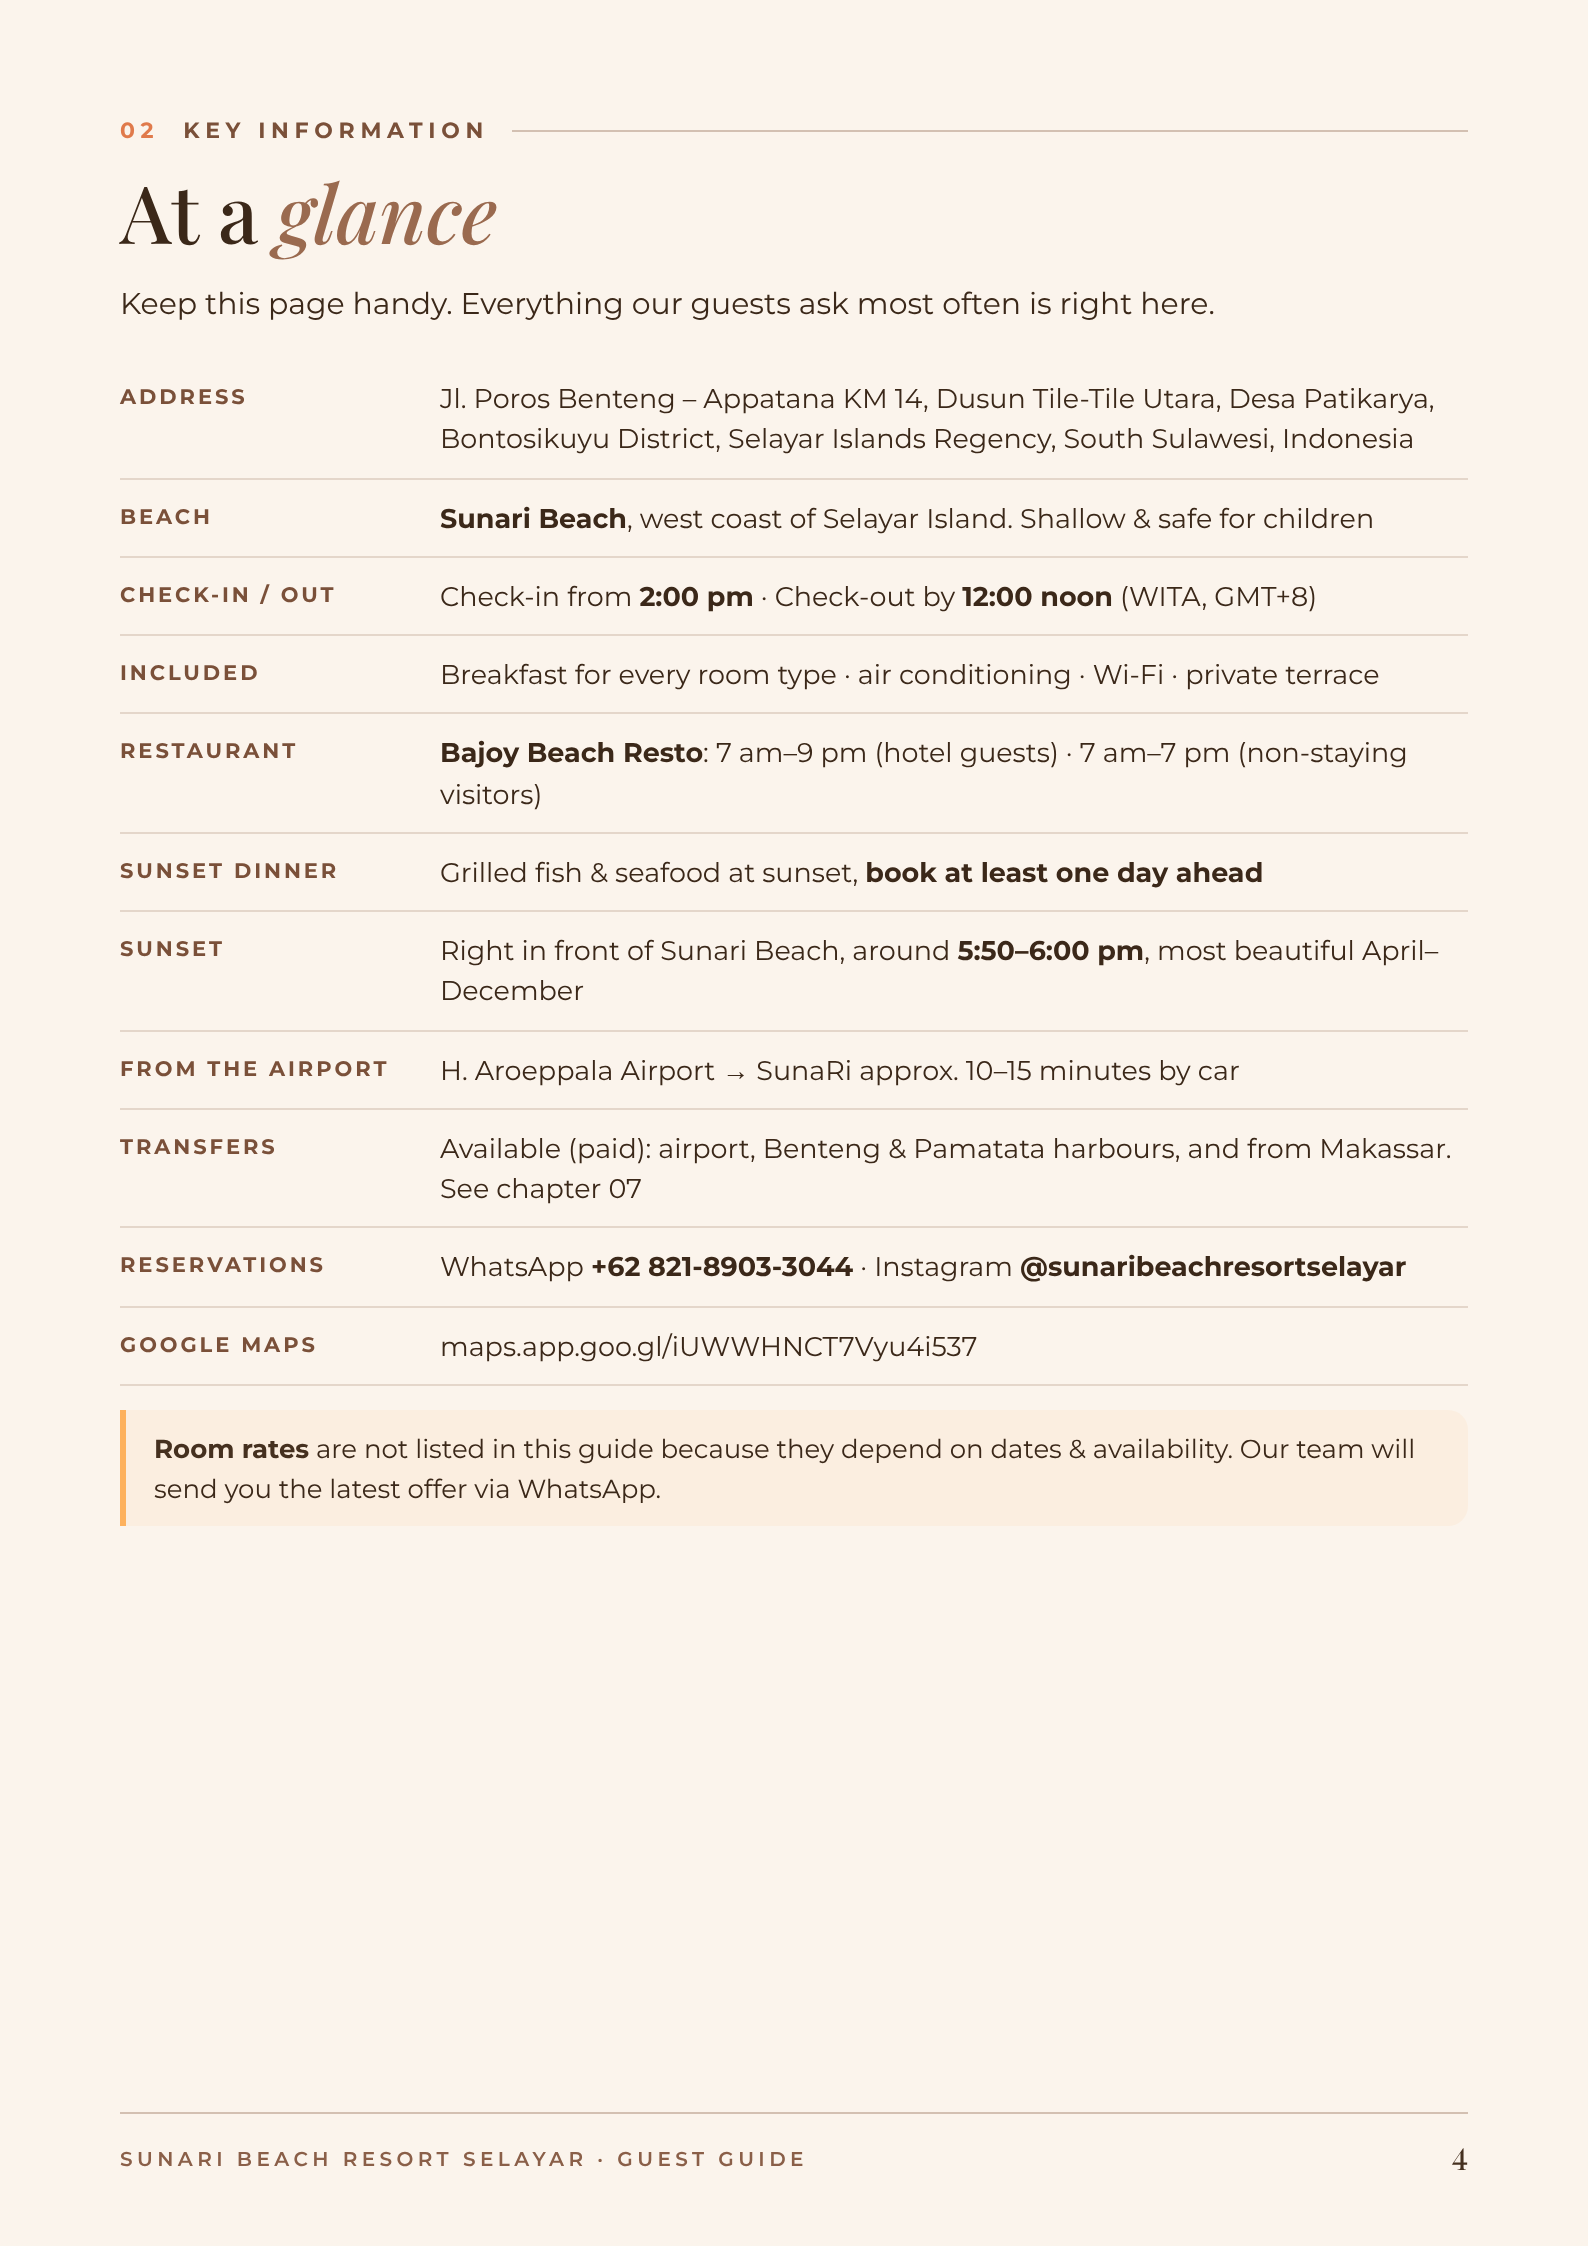 02 KEY INFORMATION
At a glance
Keep this page handy. Everything our guests ask most often is right here.
ADDRESS
Jl. Poros Benteng – Appatana KM 14, Dusun Tile-Tile Utara, Desa Patikarya,
Bontosikuyu District, Selayar Islands Regency, South Sulawesi, Indonesia
BEACH
Sunari Beach, west coast of Selayar Island. Shallow & safe for children
CHECK-IN / OUT
Check-in from 2:00 pm · Check-out by 12:00 noon (WITA, GMT+8)
INCLUDED
Breakfast for every room type · air conditioning · Wi-Fi · private terrace
RESTAURANT
Bajoy Beach Resto: 7 am–9 pm (hotel guests) · 7 am–7 pm (non-staying
visitors)
SUNSET DINNER
Grilled fish & seafood at sunset, book at least one day ahead
SUNSET
Right in front of Sunari Beach, around 5:50–6:00 pm, most beautiful April–
December
FROM THE AIRPORT
H. Aroeppala Airport → SunaRi approx. 10–15 minutes by car
TRANSFERS
Available (paid): airport, Benteng & Pamatata harbours, and from Makassar.
See chapter 07
RESERVATIONS
WhatsApp +62 821-8903-3044 · Instagram @sunaribeachresortselayar
GOOGLE MAPS
maps.app.goo.gl/iUWWHNCT7Vyu4i537
Room rates are not listed in this guide because they depend on dates & availability. Our team will
send you the latest offer via WhatsApp.
SUNARI BEACH RESORT SELAYAR · GUEST GUIDE
4